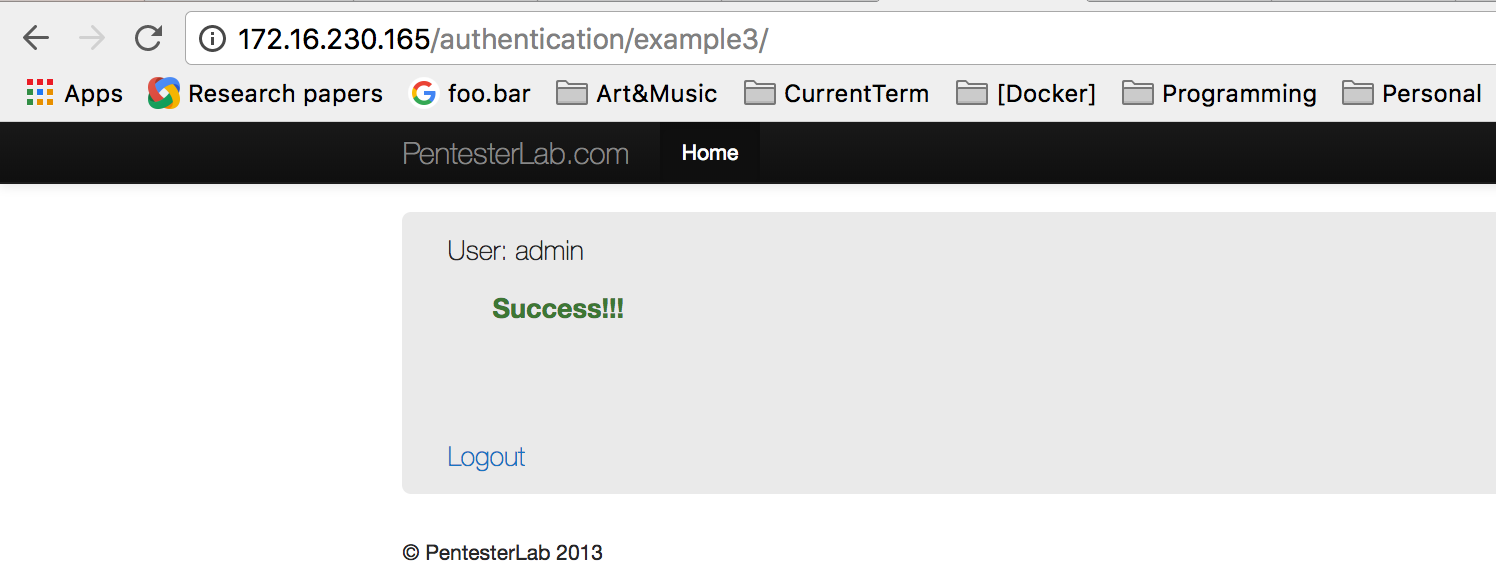 172.16.230.165/authentication/example3/
Apps Research papers foo.bar Art&Music CurrentTerm [Docker] Programming Personal
PentesterLab.com Home
User: admin
Success!!!
Logout
© PentesterLab 2013